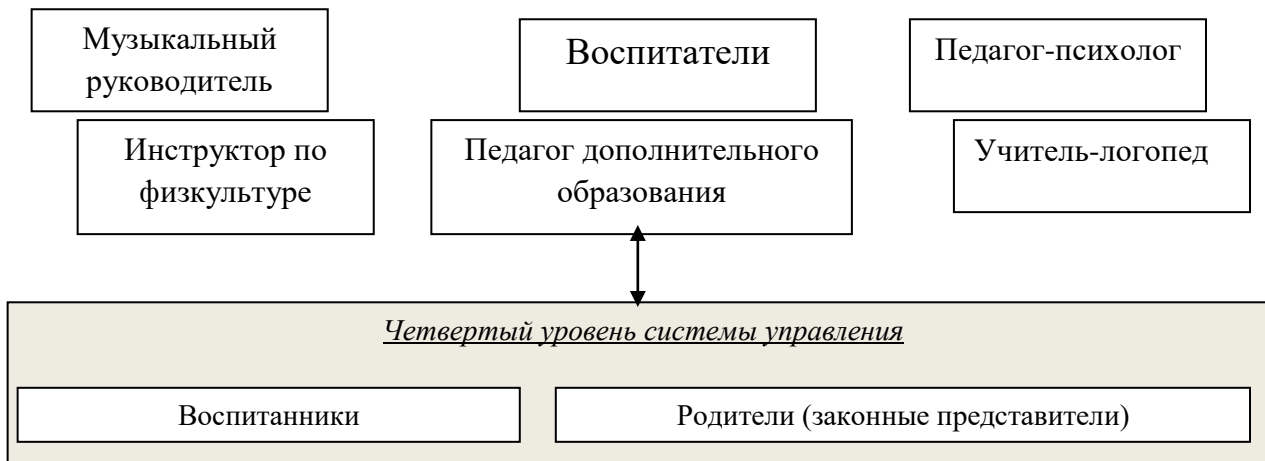 Музыкальный
руководитель
Воспитатели
Педагог-психолог
Инструктор по
физкультуре
Педагог дополнительного
образования
Учитель-логопед
Четвертый уровень системы управления
Воспитанники
Родители (законные представители)